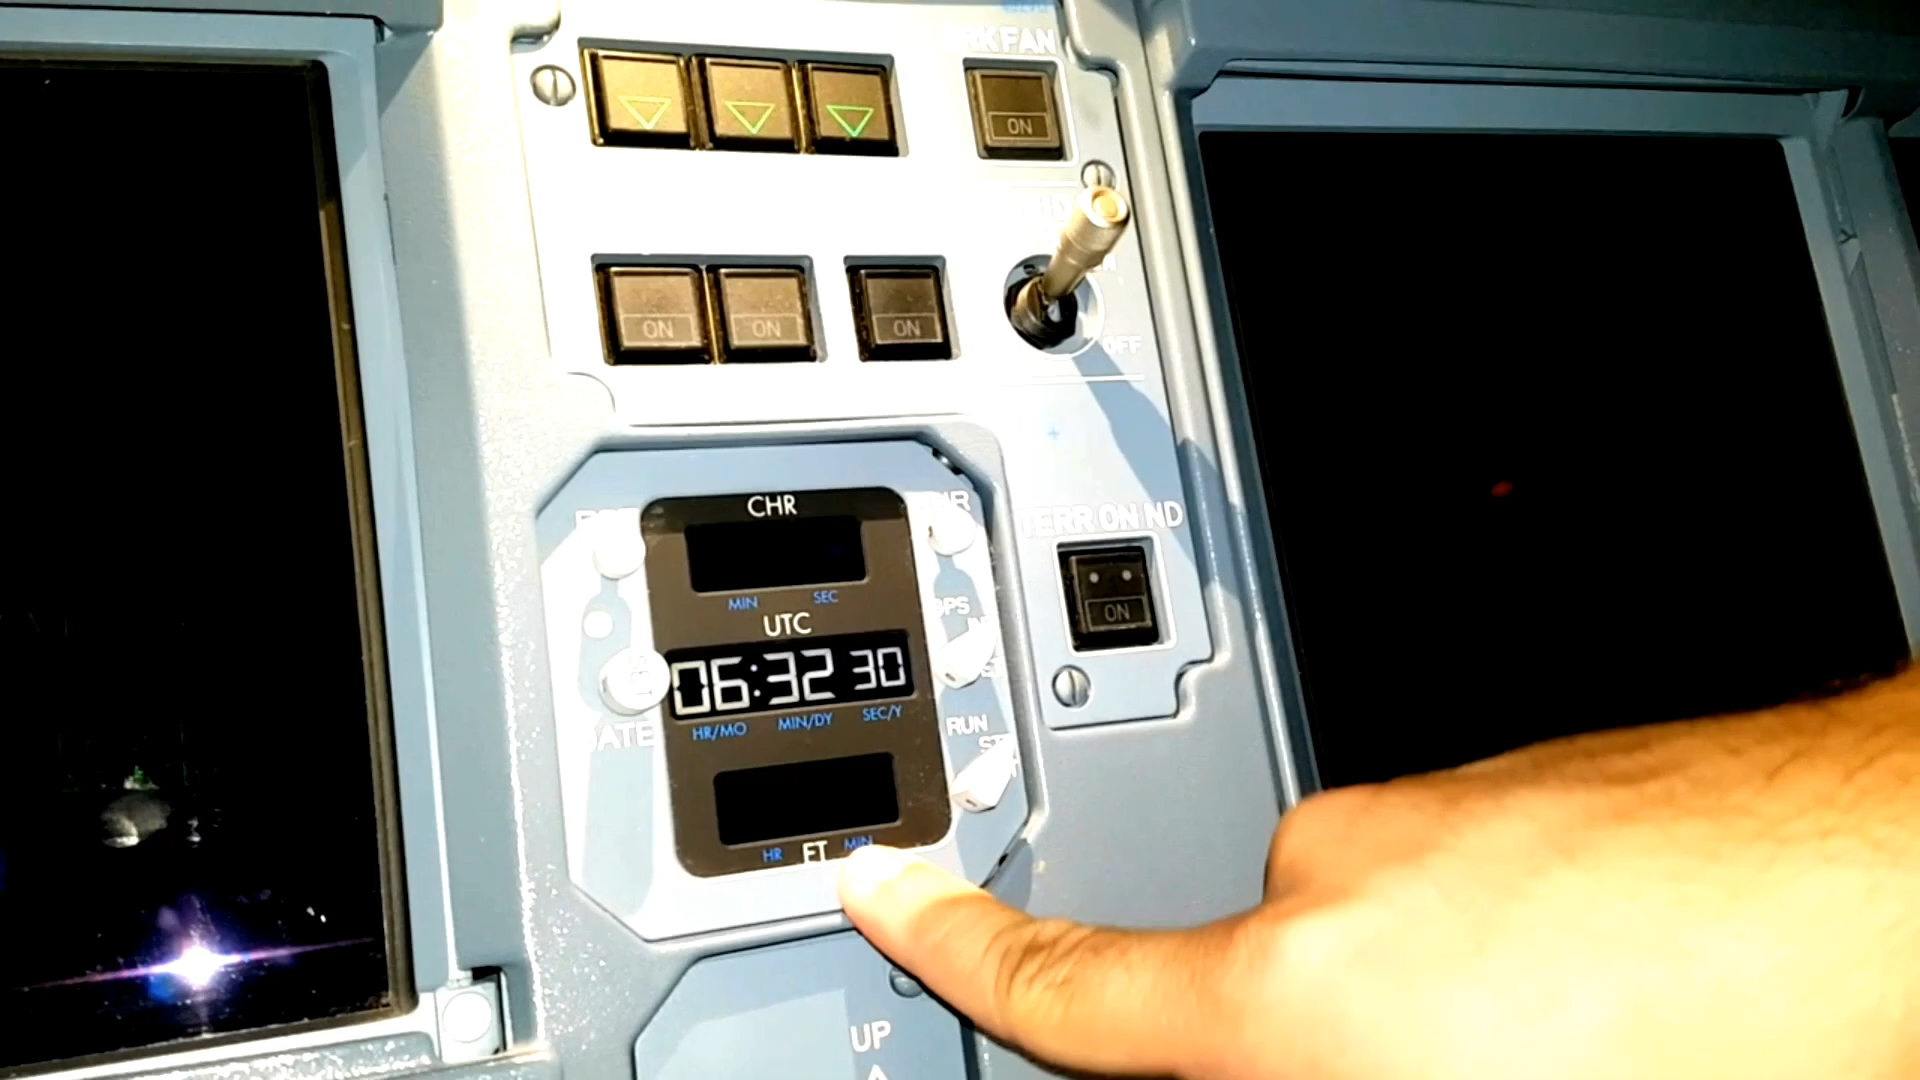 FAN
ON
ON
ON
ON
OFF
CHR
TERR ON ND
MIN
SEC
UTC
GPS
ON
06:32 30
HR/MO
MIN/DY
SEC/Y
RUN
HR
ET
MIN
UP